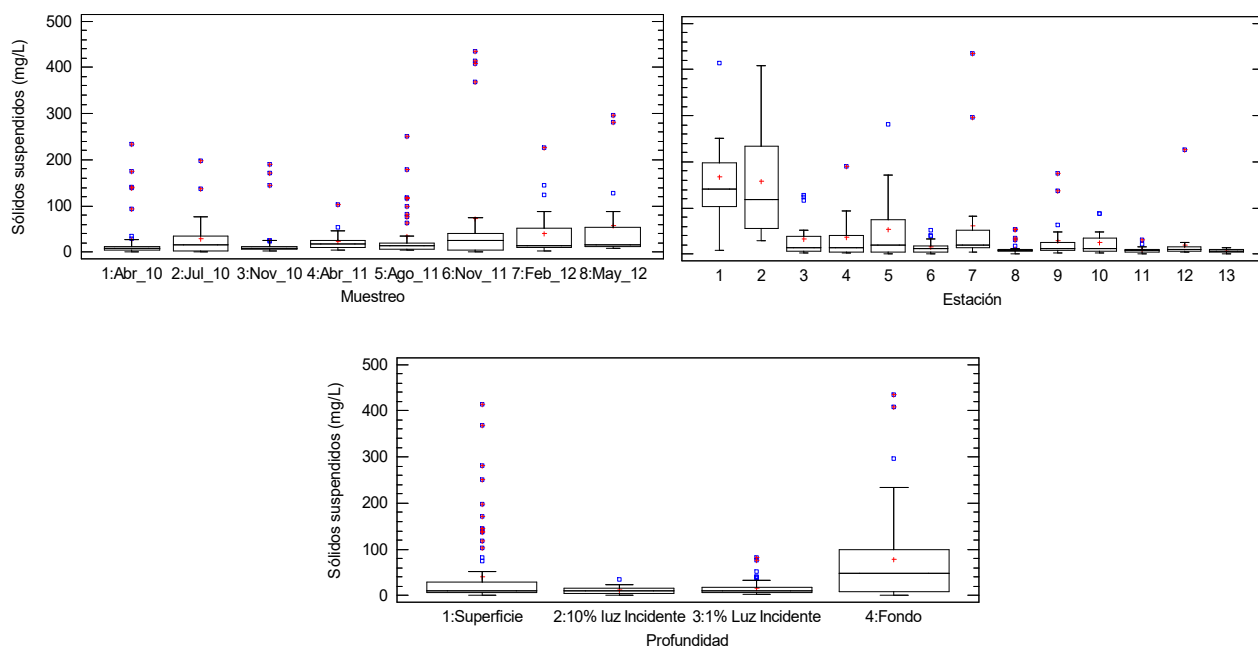 500
400
300
200
100
0
Sólidos suspendidos (mg/L)
1:Abr_10 2:Jul_10 3:Nov_10 4:Abr_11 5:Ago_11 6:Nov_11 7:Feb_12 8:May_12
Muestreo
1 2 3 4 5 6 7 8 9 10 11 12 13
Estación
500
400
300
200
100
0
Sólidos suspendidos (mg/L)
1:Superficie 2:10% luz Incidente 3:1% Luz Incidente 4:Fondo
Profundidad